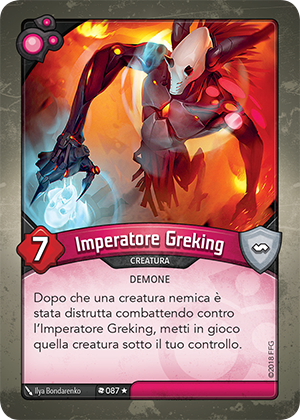 7
Imperatore Greking
CREATURA
DEMONE
Dopo che una creatura nemica è
stata distrutta combattendo contro
l'Imperatore Greking, metti in gioco
quella creatura sotto il tuo controllo.
Ilya Bondarenko
087 ★
©2018 FFG